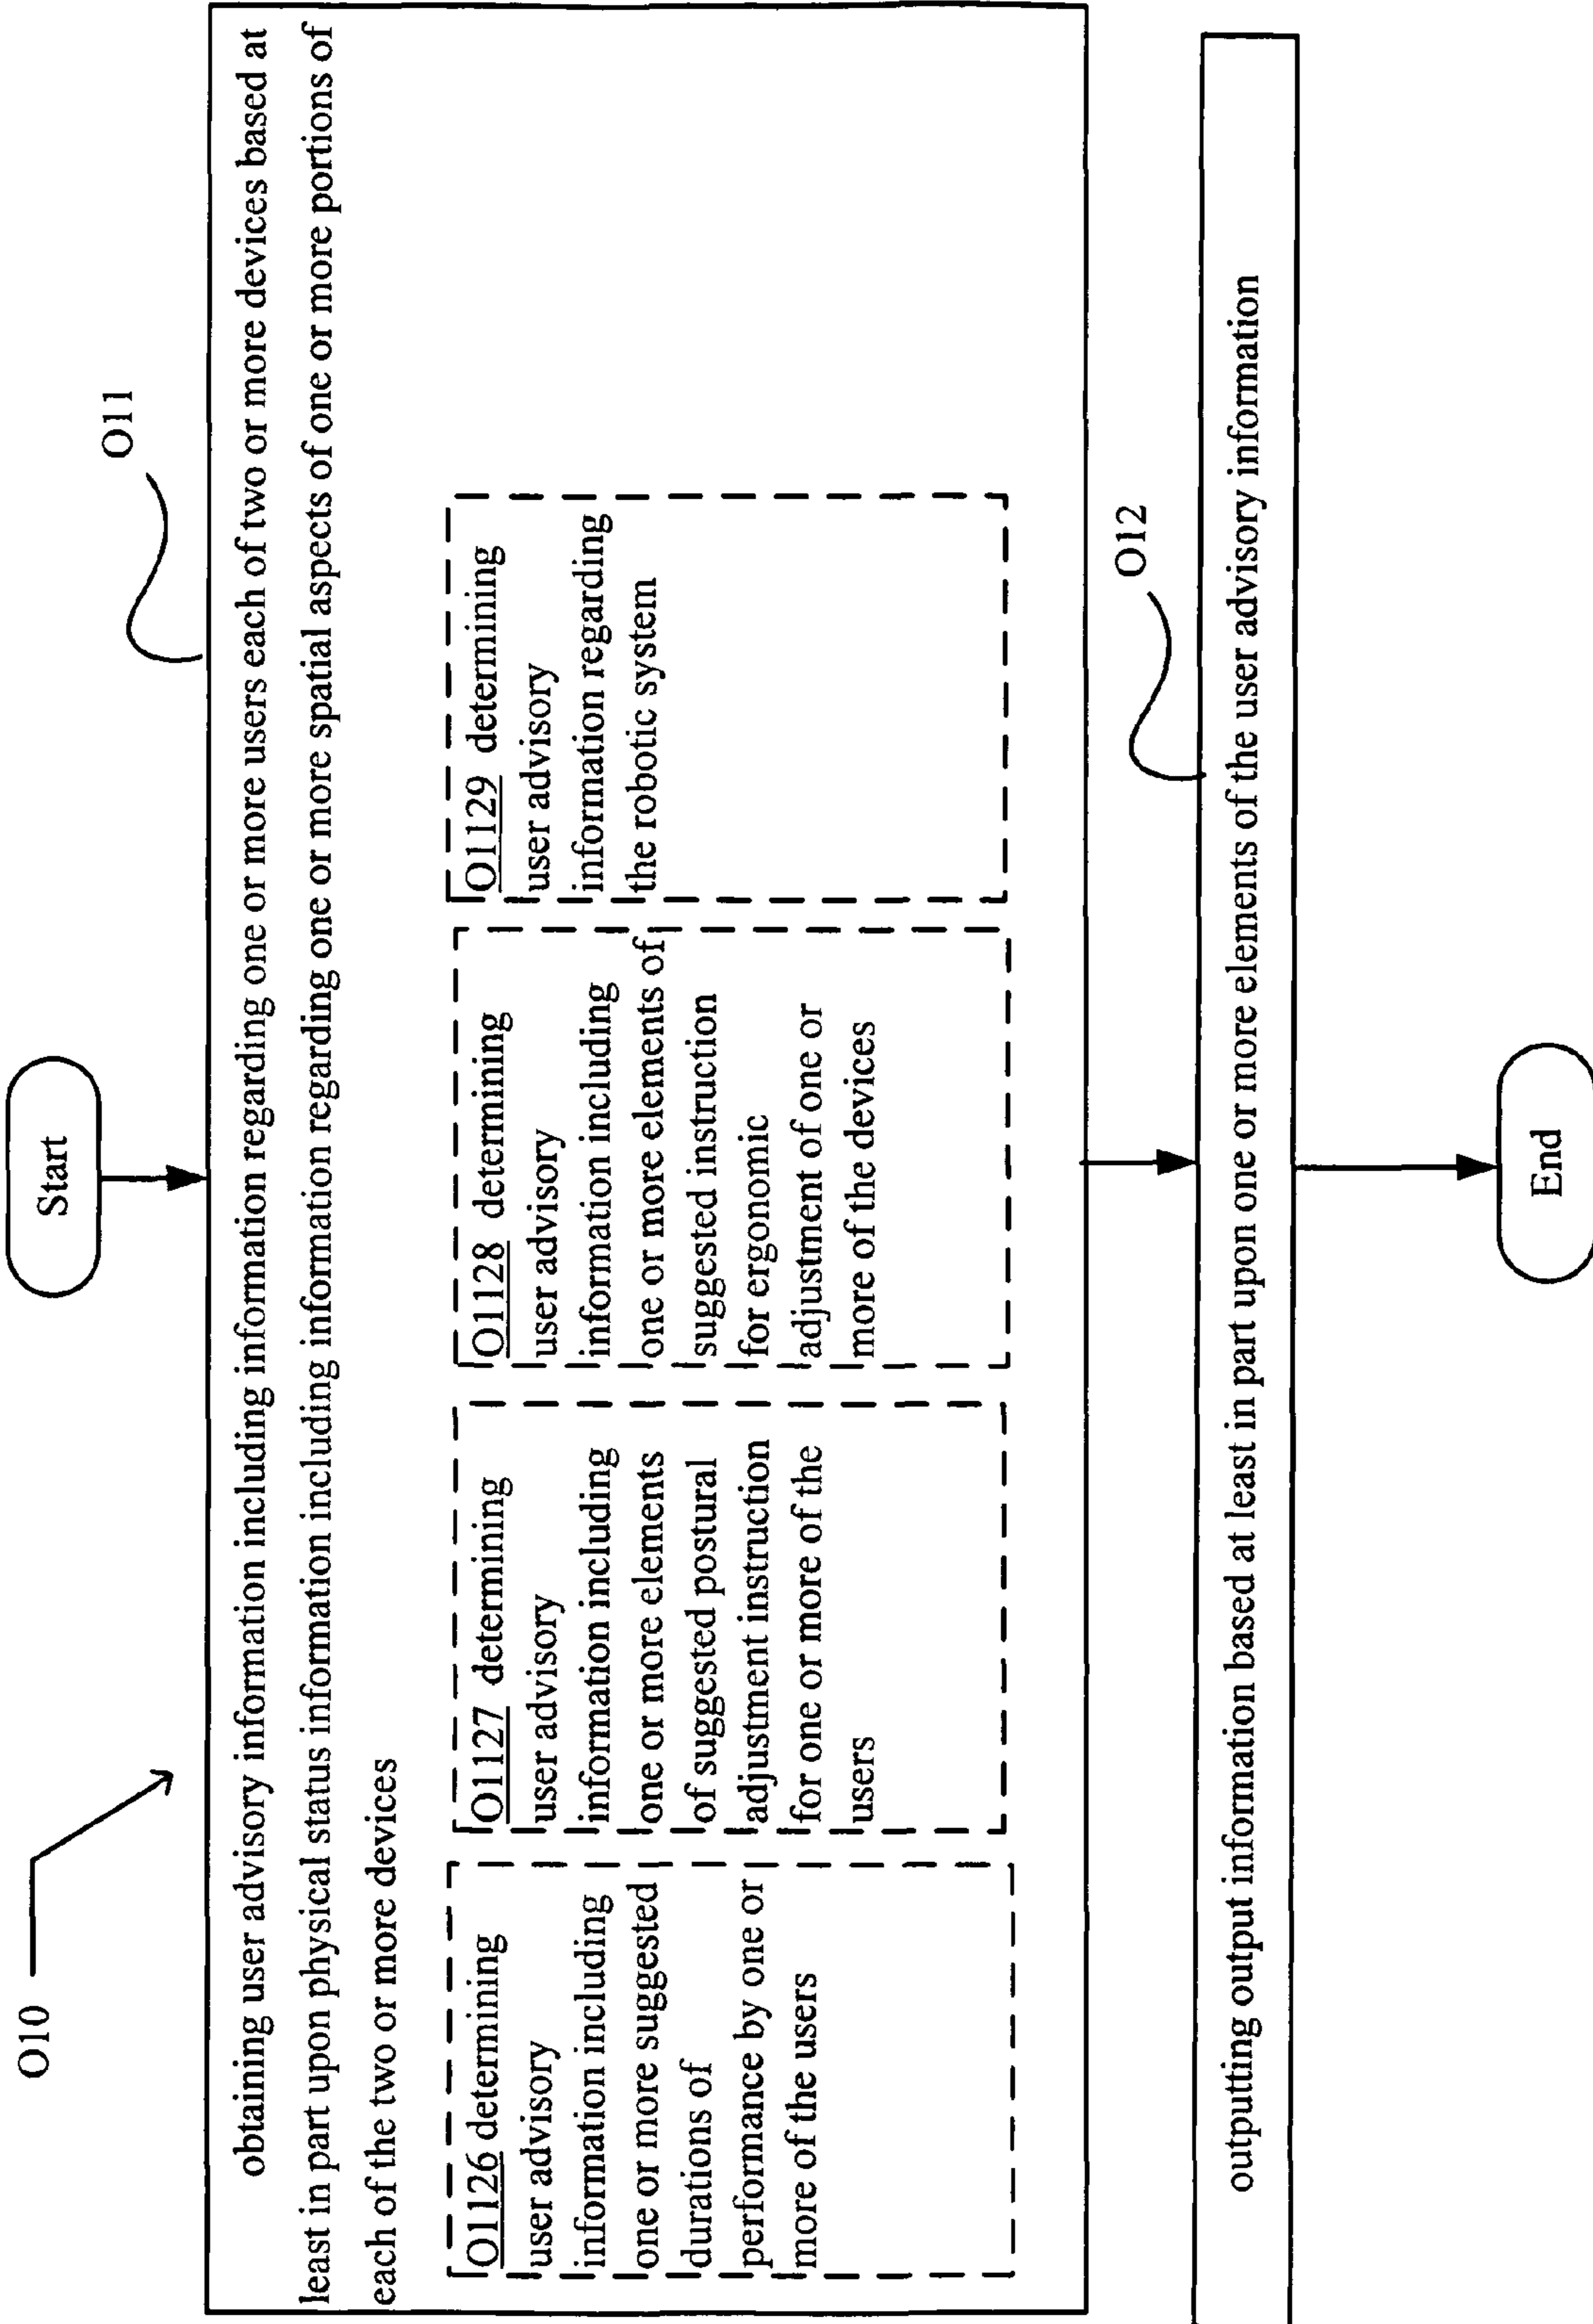 O10
Start
O11
obtaining user advisory information including information regarding one or more users each of two or more devices based at
least in part upon physical status information including information regarding one or more spatial aspects of one or more portions of
each of the two or more devices
O1126 determining
user advisory
information including
one or more suggested
durations of
performance by one or
more of the users
O1127 determining
user advisory
information including
one or more elements
of suggested postural
adjustment instruction
for one or more of the
users
O1128 determining
user advisory
information including
one or more elements of
suggested instruction
for ergonomic
adjustment of one or
more of the devices
O1129 determining
user advisory
information regarding
the robotic system
O12
outputting output information based at least in part upon one or more elements of the user advisory information
End